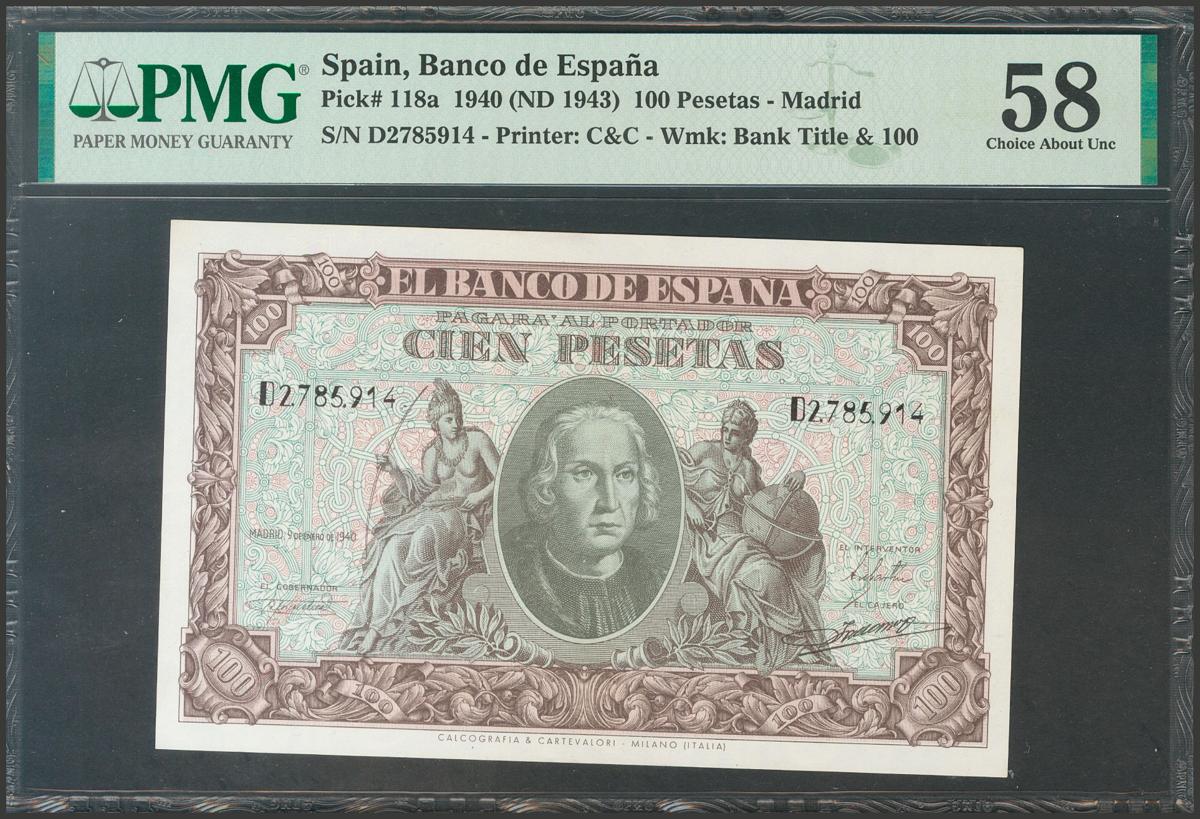 PMG®
PAPER MONEY GUARANTY
Spain, Banco de España
Pick# 118a 1940 (ND 1943) 100 Pesetas - Madrid
S/N D2785914 - Printer: C&C - Wmk: Bank Title & 100
58
Choice About Unc
100
EL BANCO DE ESPAÑA
100
100
PAGARA' AL PORTADOR
100
CIEN PESETAS
D2.785.914
D2.785.914
MADRID, 9 DE ENERO DE 1940
EL GOBERNADOR
EL INTERVENTOR
EL CAJERO
100
100
100
100
CALCOGRAFIA & CARTEVALORI - MILANO (ITALIA)